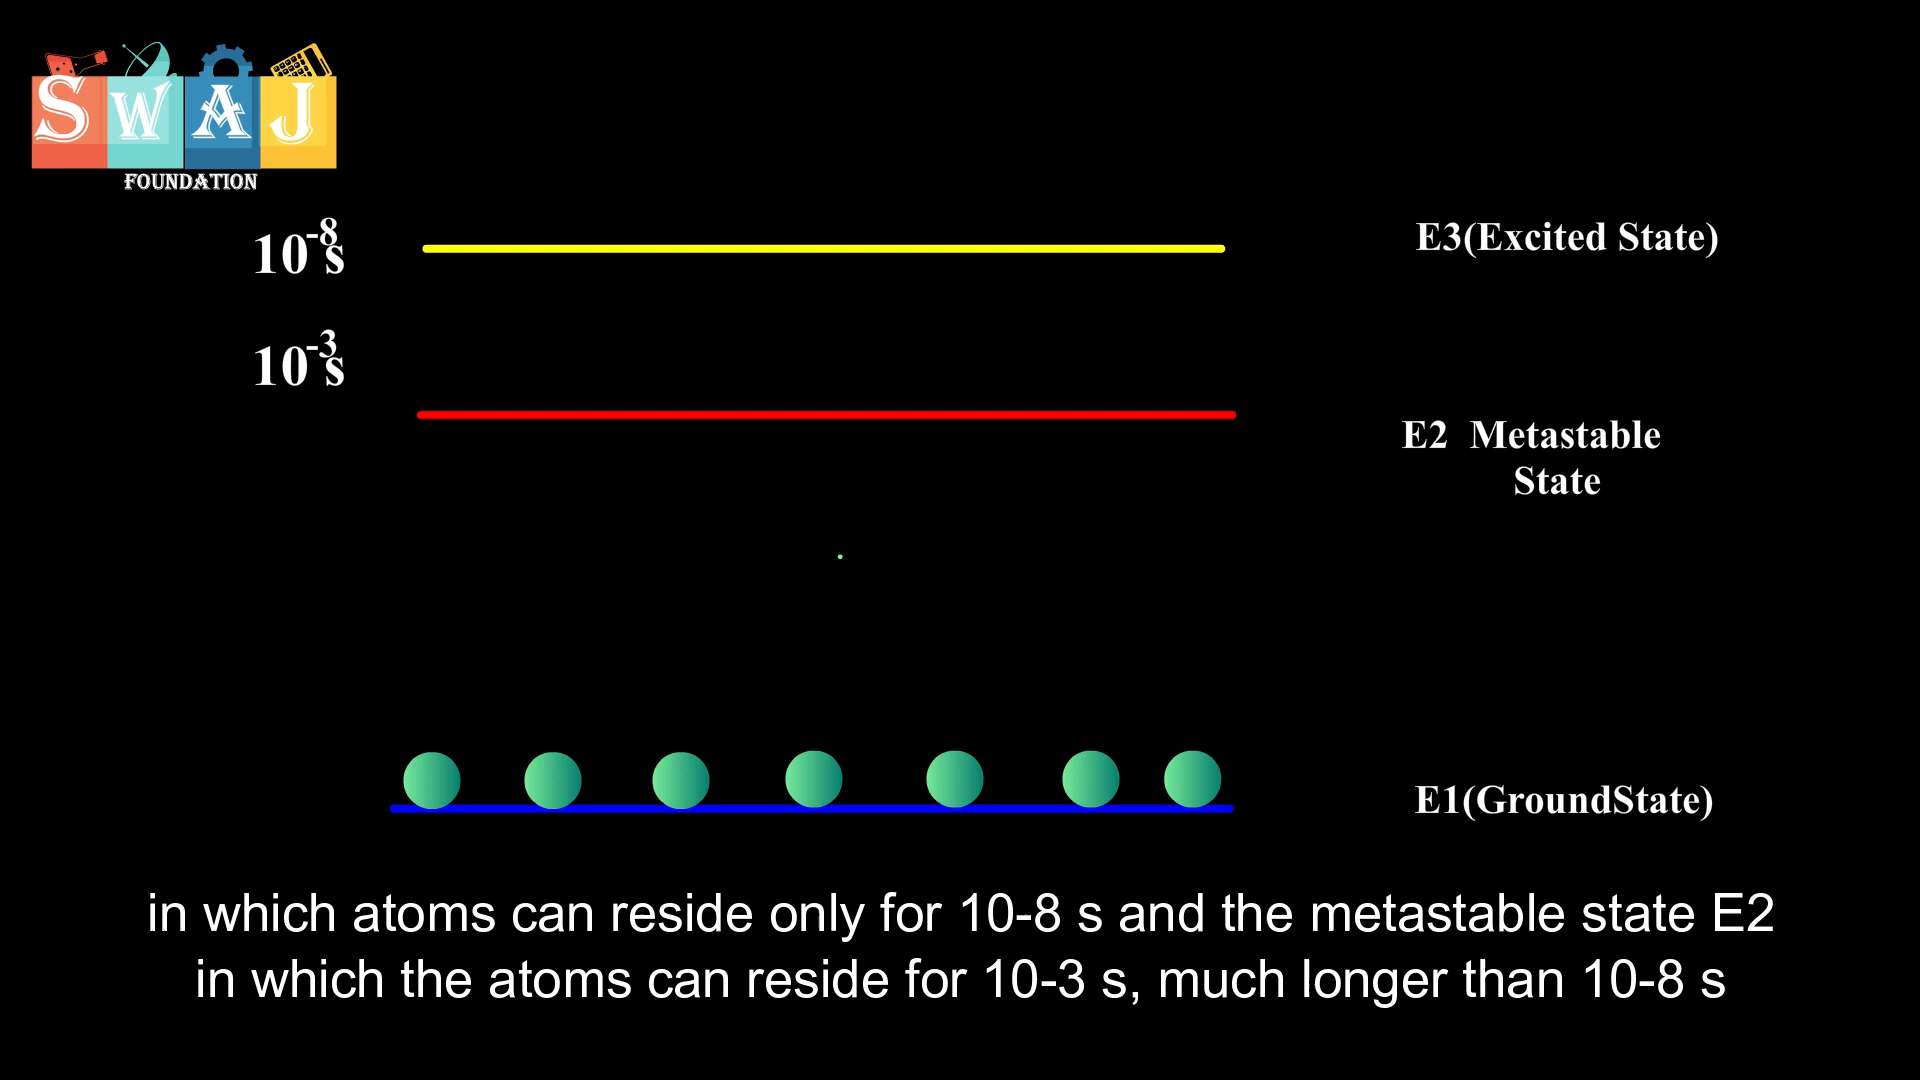 SWAJ
FOUNDATION
10⁻⁸s
E3(Excited State)
10⁻³s
E2 Metastable
State
E1(GroundState)
in which atoms can reside only for 10-8 s and the metastable state E2
in which the atoms can reside for 10-3 s, much longer than 10-8 s